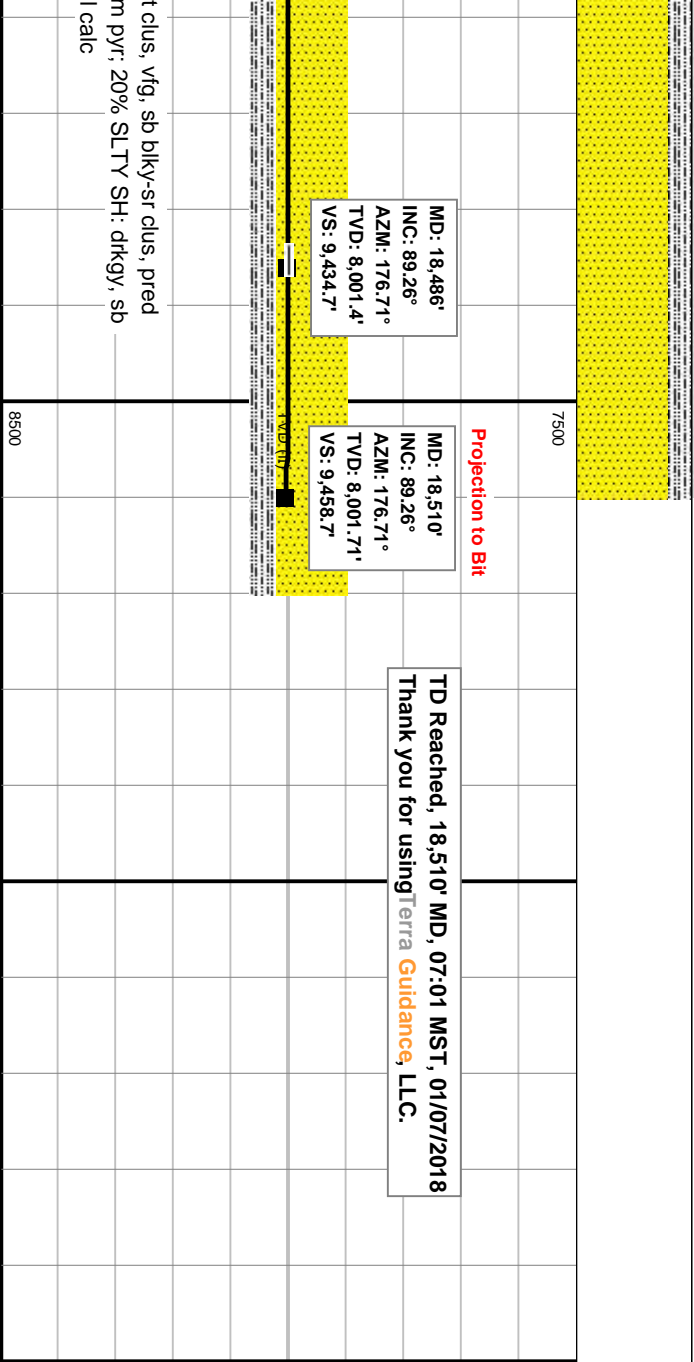 Projection to Bit
MD: 18,486'
INC: 89.26°
AZM: 176.71°
TVD: 8,001.4'
VS: 9,434.7'
MD: 18,510'
INC: 89.26°
AZM: 176.71°
TVD: 8,001.71'
VS: 9,458.7'
7500
TVD (ft)
8500
TD Reached, 18,510' MD, 07:01 MST, 01/07/2018
Thank you for usingTerra Guidance, LLC.
t clus, vfg, sb blky-sr clus, pred
m pyr; 20% SLTY SH: drkgy, sb
l calc